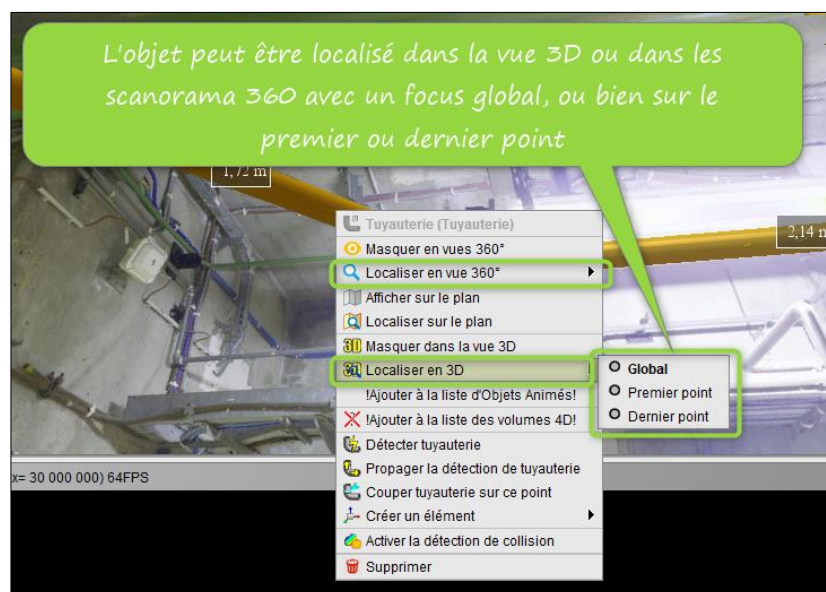 L'objet peut être localisé dans la vue 3D ou dans les
scanorama 360 avec un focus global, ou bien sur le
premier ou dernier point
1,72 m
2,14 m
Tuyauterie (Tuyauterie)
Masquer en vues 360°
Localiser en vue 360°
Afficher sur le plan
Localiser sur le plan
3D Masquer dans la vue 3D
3D Localiser en 3D
Global
Premier point
Dernier point
!Ajouter à la liste d'Objets Animés!
!Ajouter à la liste des volumes 4D!
Détecter tuyauterie
Propager la détection de tuyauterie
x= 30 000 000) 64FPS
Couper tuyauterie sur ce point
Créer un élément
Activer la détection de collision
Supprimer